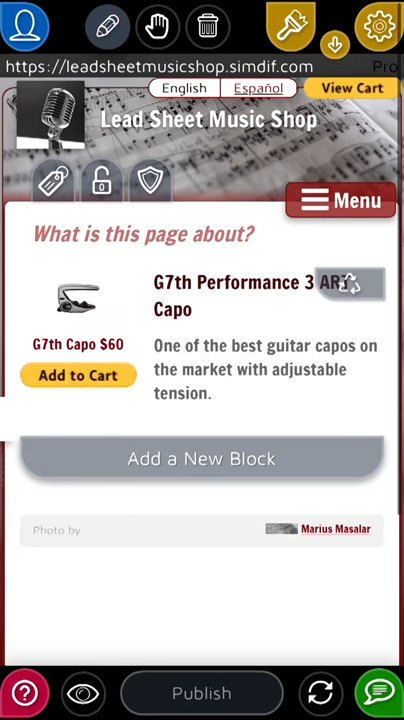 https://leadsheetmusicshop.simdif.com Pro
English Español View Cart
Lead Sheet Music Shop
Menu
What is this page about?
G7th Performance 3 ART
Capo
G7th Capo $60
Add to Cart
One of the best guitar capos on
the market with adjustable
tension.
Add a New Block
Photo by Marius Masalar
Publish